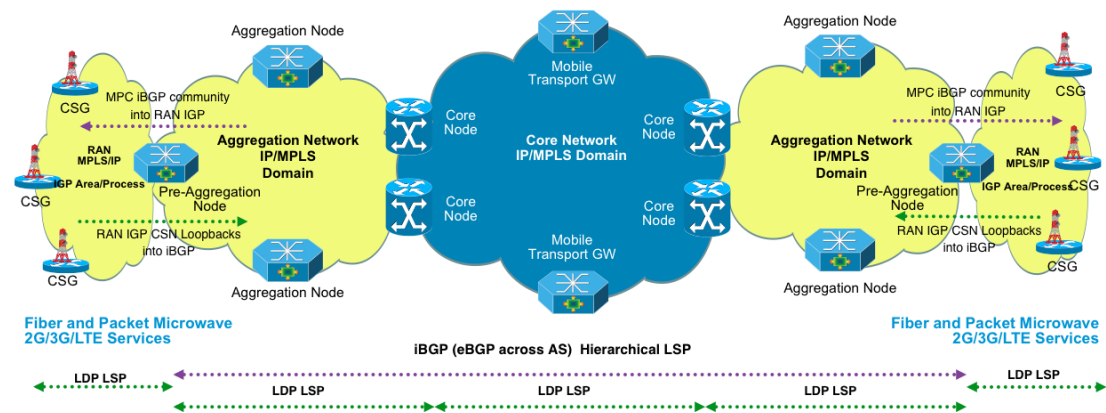 Aggregation Node
Mobile
Transport GW
Aggregation Node
CSG
MPC iBGP community
into RAN IGP
Core
Node
Core Network
IP/MPLS Domain
Core
Node
MPC iBGP community
into RAN IGP
CSG
RAN
MPLS/IP
IGP Area/Process
Aggregation Network
IP/MPLS
Domain
Aggregation Network
IP/MPLS
Domain
RAN
MPLS/IP
IGP Area/Process
CSG
Pre-Aggregation
Node
Core
Node
Core
Node
Pre-Aggregation
Node
CSG
RAN IGP CSN Loopbacks
into iBGP
Mobile
Transport GW
RAN IGP CSN Loopbacks
into iBGP
CSG
Aggregation Node
Aggregation Node
CSG
Fiber and Packet Microwave
2G/3G/LTE Services
Fiber and Packet Microwave
2G/3G/LTE Services
iBGP (eBGP across AS) Hierarchical LSP
LDP LSP
LDP LSP
LDP LSP
LDP LSP
LDP LSP